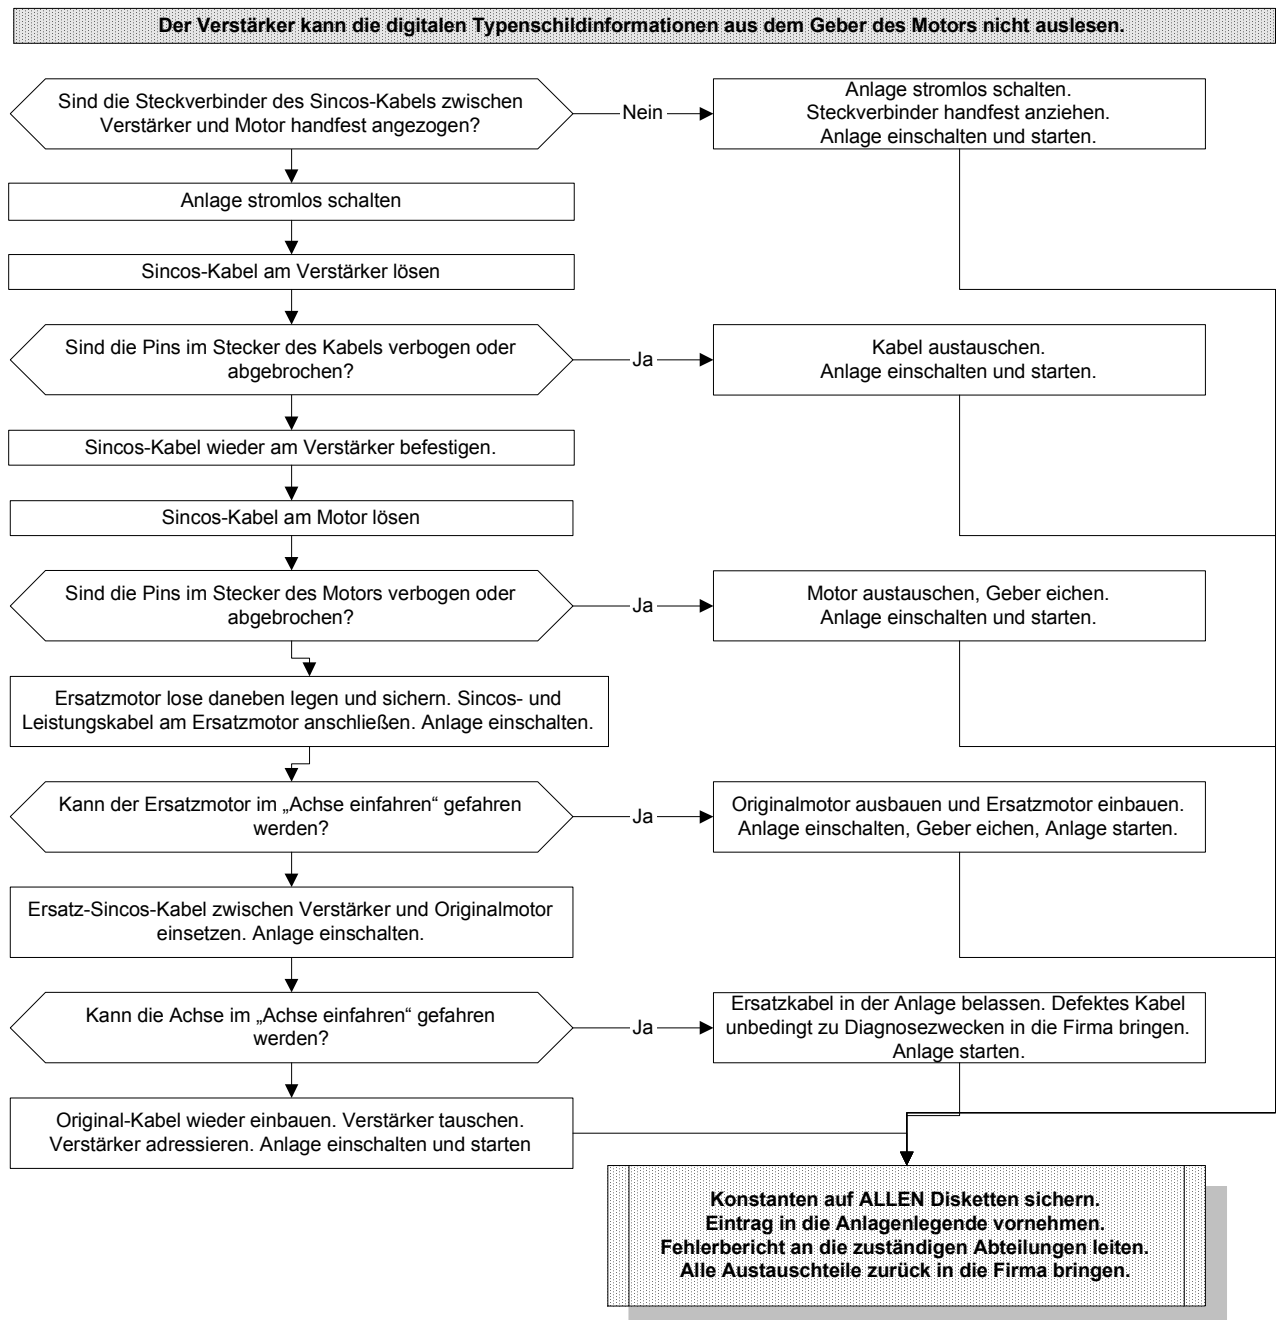 Der Verstärker kann die digitalen Typenschildinformationen aus dem Geber des Motors nicht auslesen.
Sind die Steckverbinder des Sincos-Kabels zwischen
Verstärker und Motor handfest angezogen?
Nein
Anlage stromlos schalten.
Steckverbinder handfest anziehen.
Anlage einschalten und starten.
Anlage stromlos schalten
Sincos-Kabel am Verstärker lösen
Sind die Pins im Stecker des Kabels verbogen oder
abgebrochen?
Ja
Kabel austauschen.
Anlage einschalten und starten.
Sincos-Kabel wieder am Verstärker befestigen.
Sincos-Kabel am Motor lösen
Sind die Pins im Stecker des Motors verbogen oder
abgebrochen?
Ja
Motor austauschen, Geber eichen.
Anlage einschalten und starten.
Ersatzmotor lose daneben legen und sichern. Sincos- und
Leistungskabel am Ersatzmotor anschließen. Anlage einschalten.
Kann der Ersatzmotor im „Achse einfahren“ gefahren
werden?
Ja
Originalmotor ausbauen und Ersatzmotor einbauen.
Anlage einschalten, Geber eichen, Anlage starten.
Ersatz-Sincos-Kabel zwischen Verstärker und Originalmotor
einsetzen. Anlage einschalten.
Kann die Achse im „Achse einfahren“ gefahren
werden?
Ja
Ersatzkabel in der Anlage belassen. Defektes Kabel
unbedingt zu Diagnosezwecken in die Firma bringen.
Anlage starten.
Original-Kabel wieder einbauen. Verstärker tauschen.
Verstärker adressieren. Anlage einschalten und starten
Konstanten auf ALLEN Disketten sichern.
Eintrag in die Anlagenlegende vornehmen.
Fehlerbericht an die zuständigen Abteilungen leiten.
Alle Austauschteile zurück in die Firma bringen.